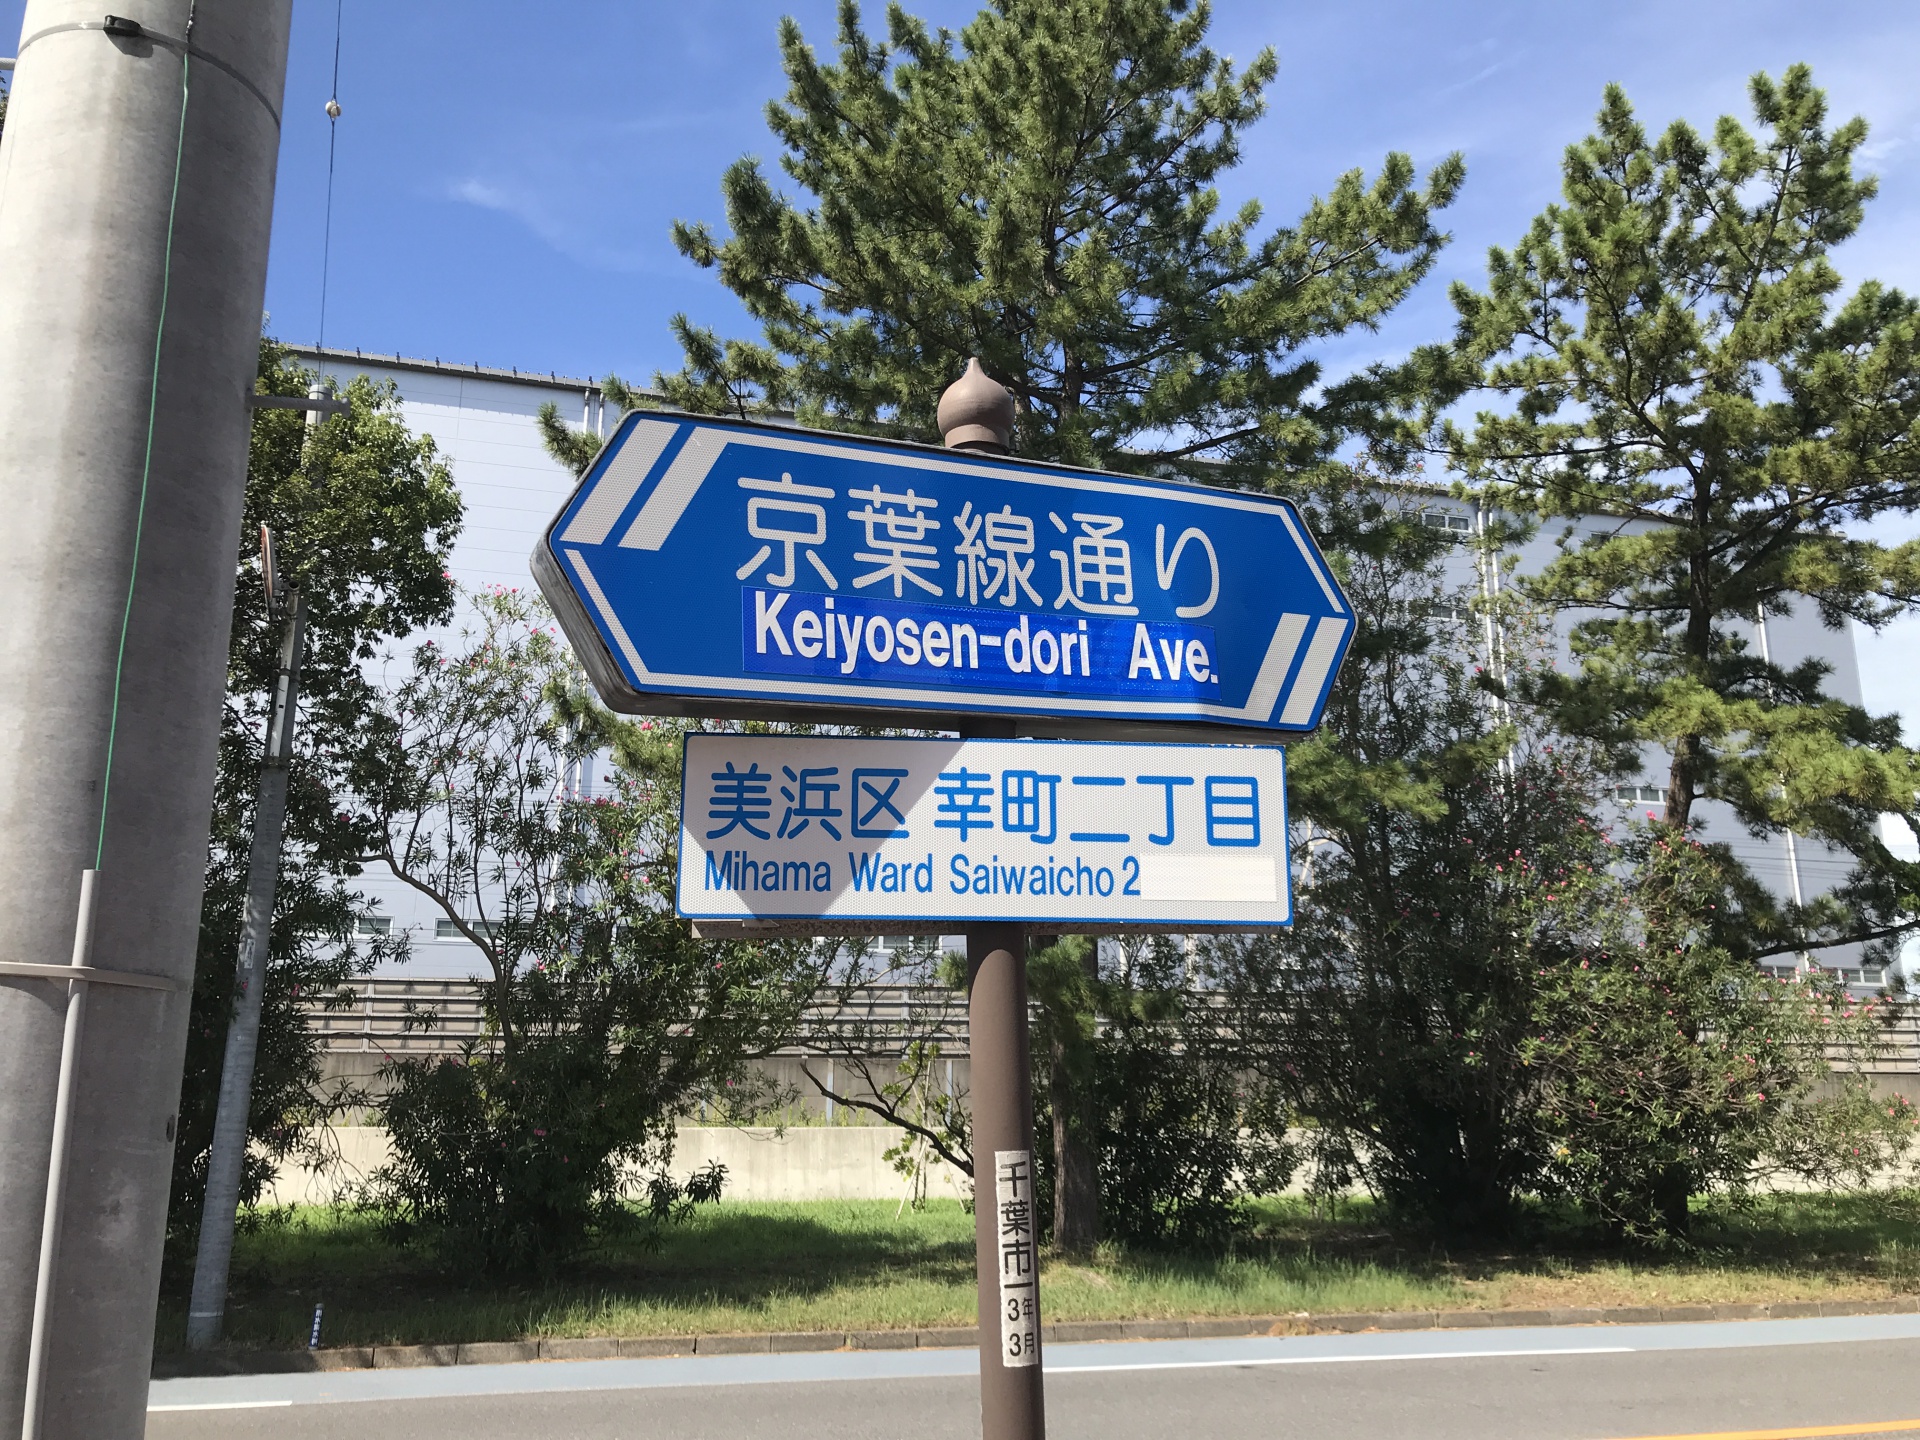 京葉線通り
Keiyosen-dori Ave.
美浜区 幸町二丁目
Mihama Ward Saiwaicho 2
千葉市
3年
3月